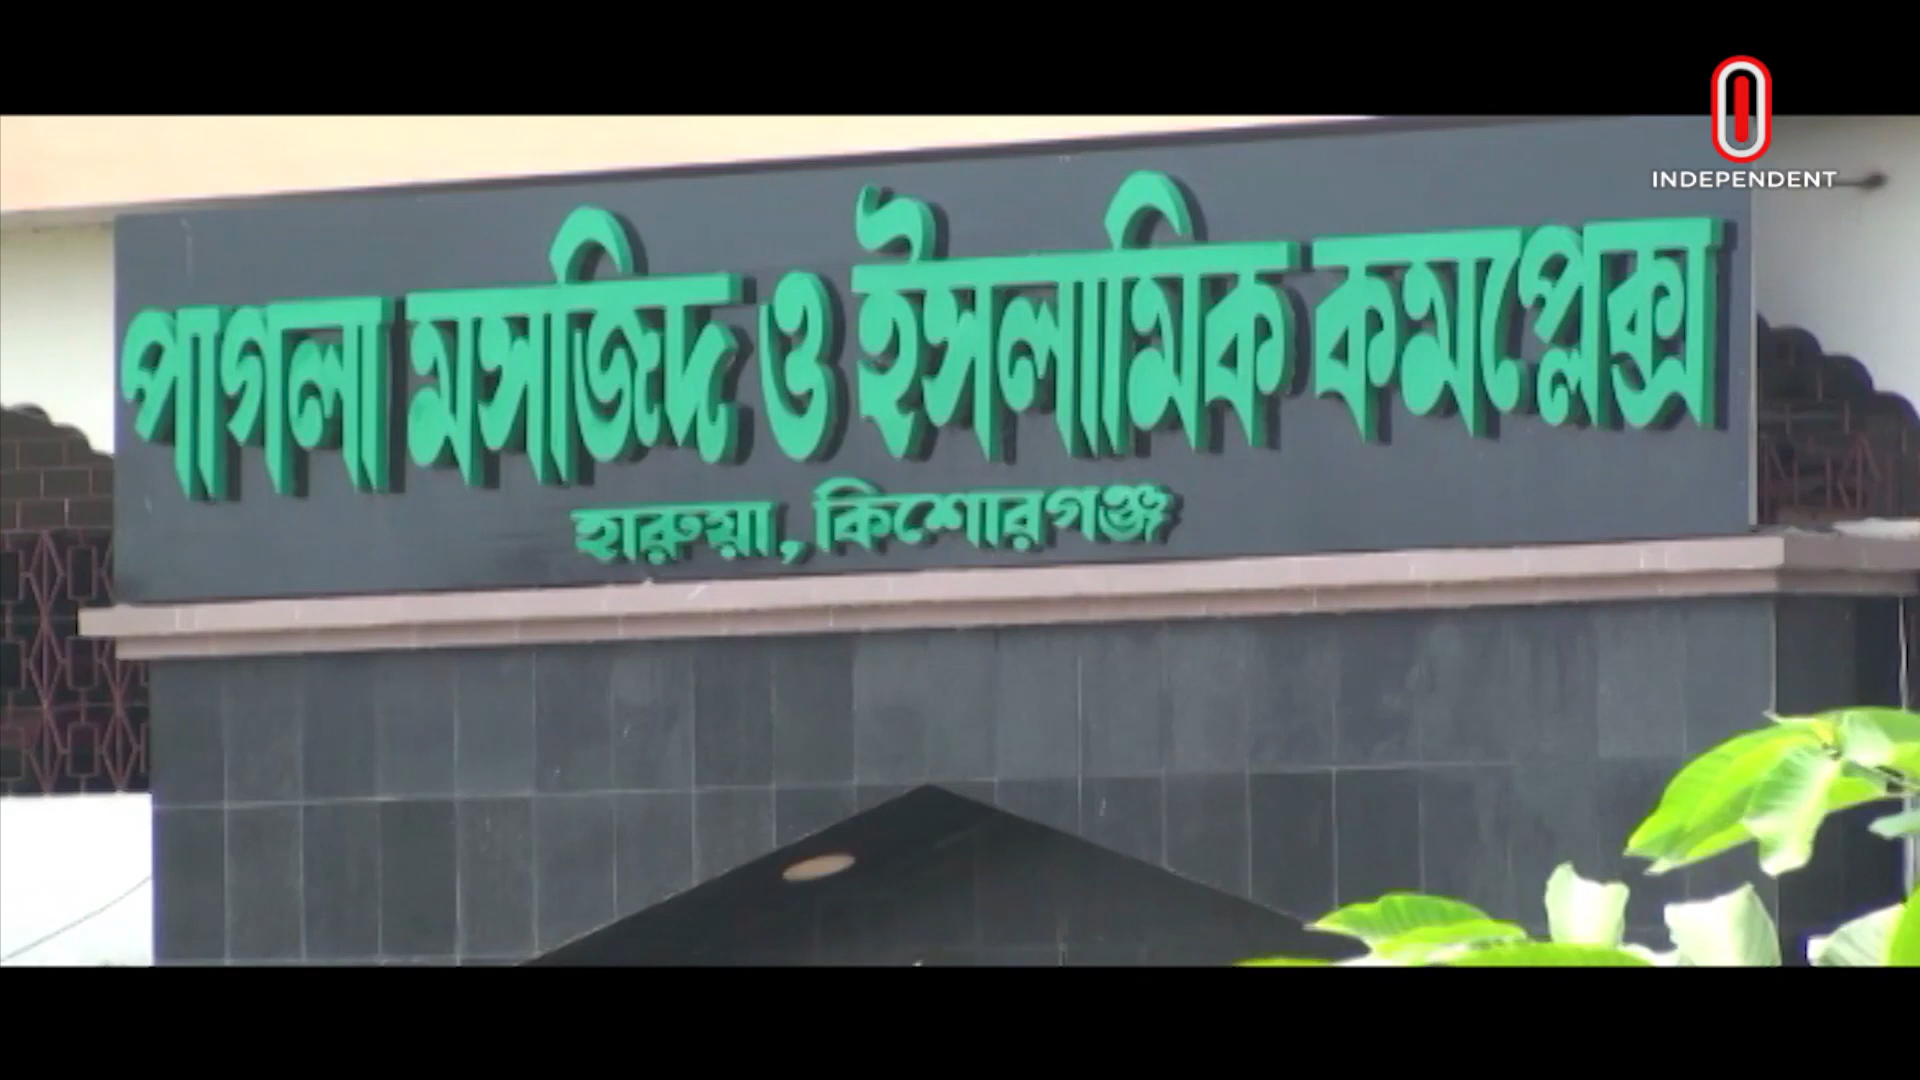 INDEPENDENT
পাগলা মসজিদ ও ইসলামিক কমপ্লেক্স
হারুয়া, কিশোরগঞ্জ